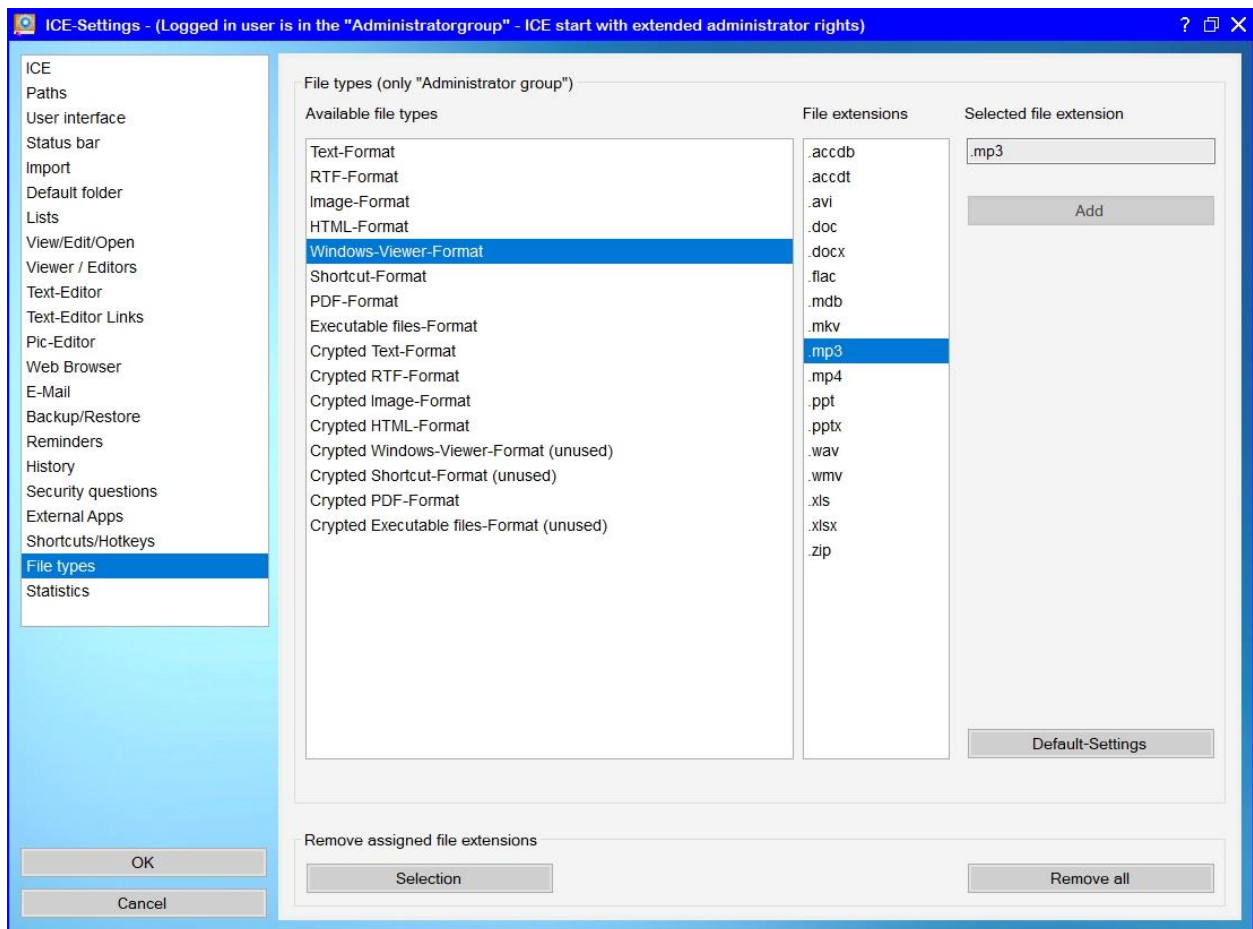 ICE-Settings - (Logged in user is in the "Administratorgroup" - ICE start with extended administrator rights)
ICE
Paths
User interface
Status bar
Import
Default folder
Lists
View/Edit/Open
Viewer / Editors
Text-Editor
Text-Editor Links
Pic-Editor
Web Browser
E-Mail
Backup/Restore
Reminders
History
Security questions
External Apps
Shortcuts/Hotkeys
File types
Statistics
OK
Cancel
File types (only "Administrator group")
Available file types
Text-Format
RTF-Format
Image-Format
HTML-Format
Windows-Viewer-Format
Shortcut-Format
PDF-Format
Executable files-Format
Crypted Text-Format
Crypted RTF-Format
Crypted Image-Format
Crypted HTML-Format
Crypted Windows-Viewer-Format (unused)
Crypted Shortcut-Format (unused)
Crypted PDF-Format
Crypted Executable files-Format (unused)
File extensions
.accdb
.accdt
.avi
.doc
.docx
.flac
.mdb
.mkv
.mp3
.mp4
.ppt
.pptx
.wav
.wmv
.xls
.xlsx
.zip
Selected file extension
.mp3
Add
Default-Settings
Remove assigned file extensions
Selection
Remove all